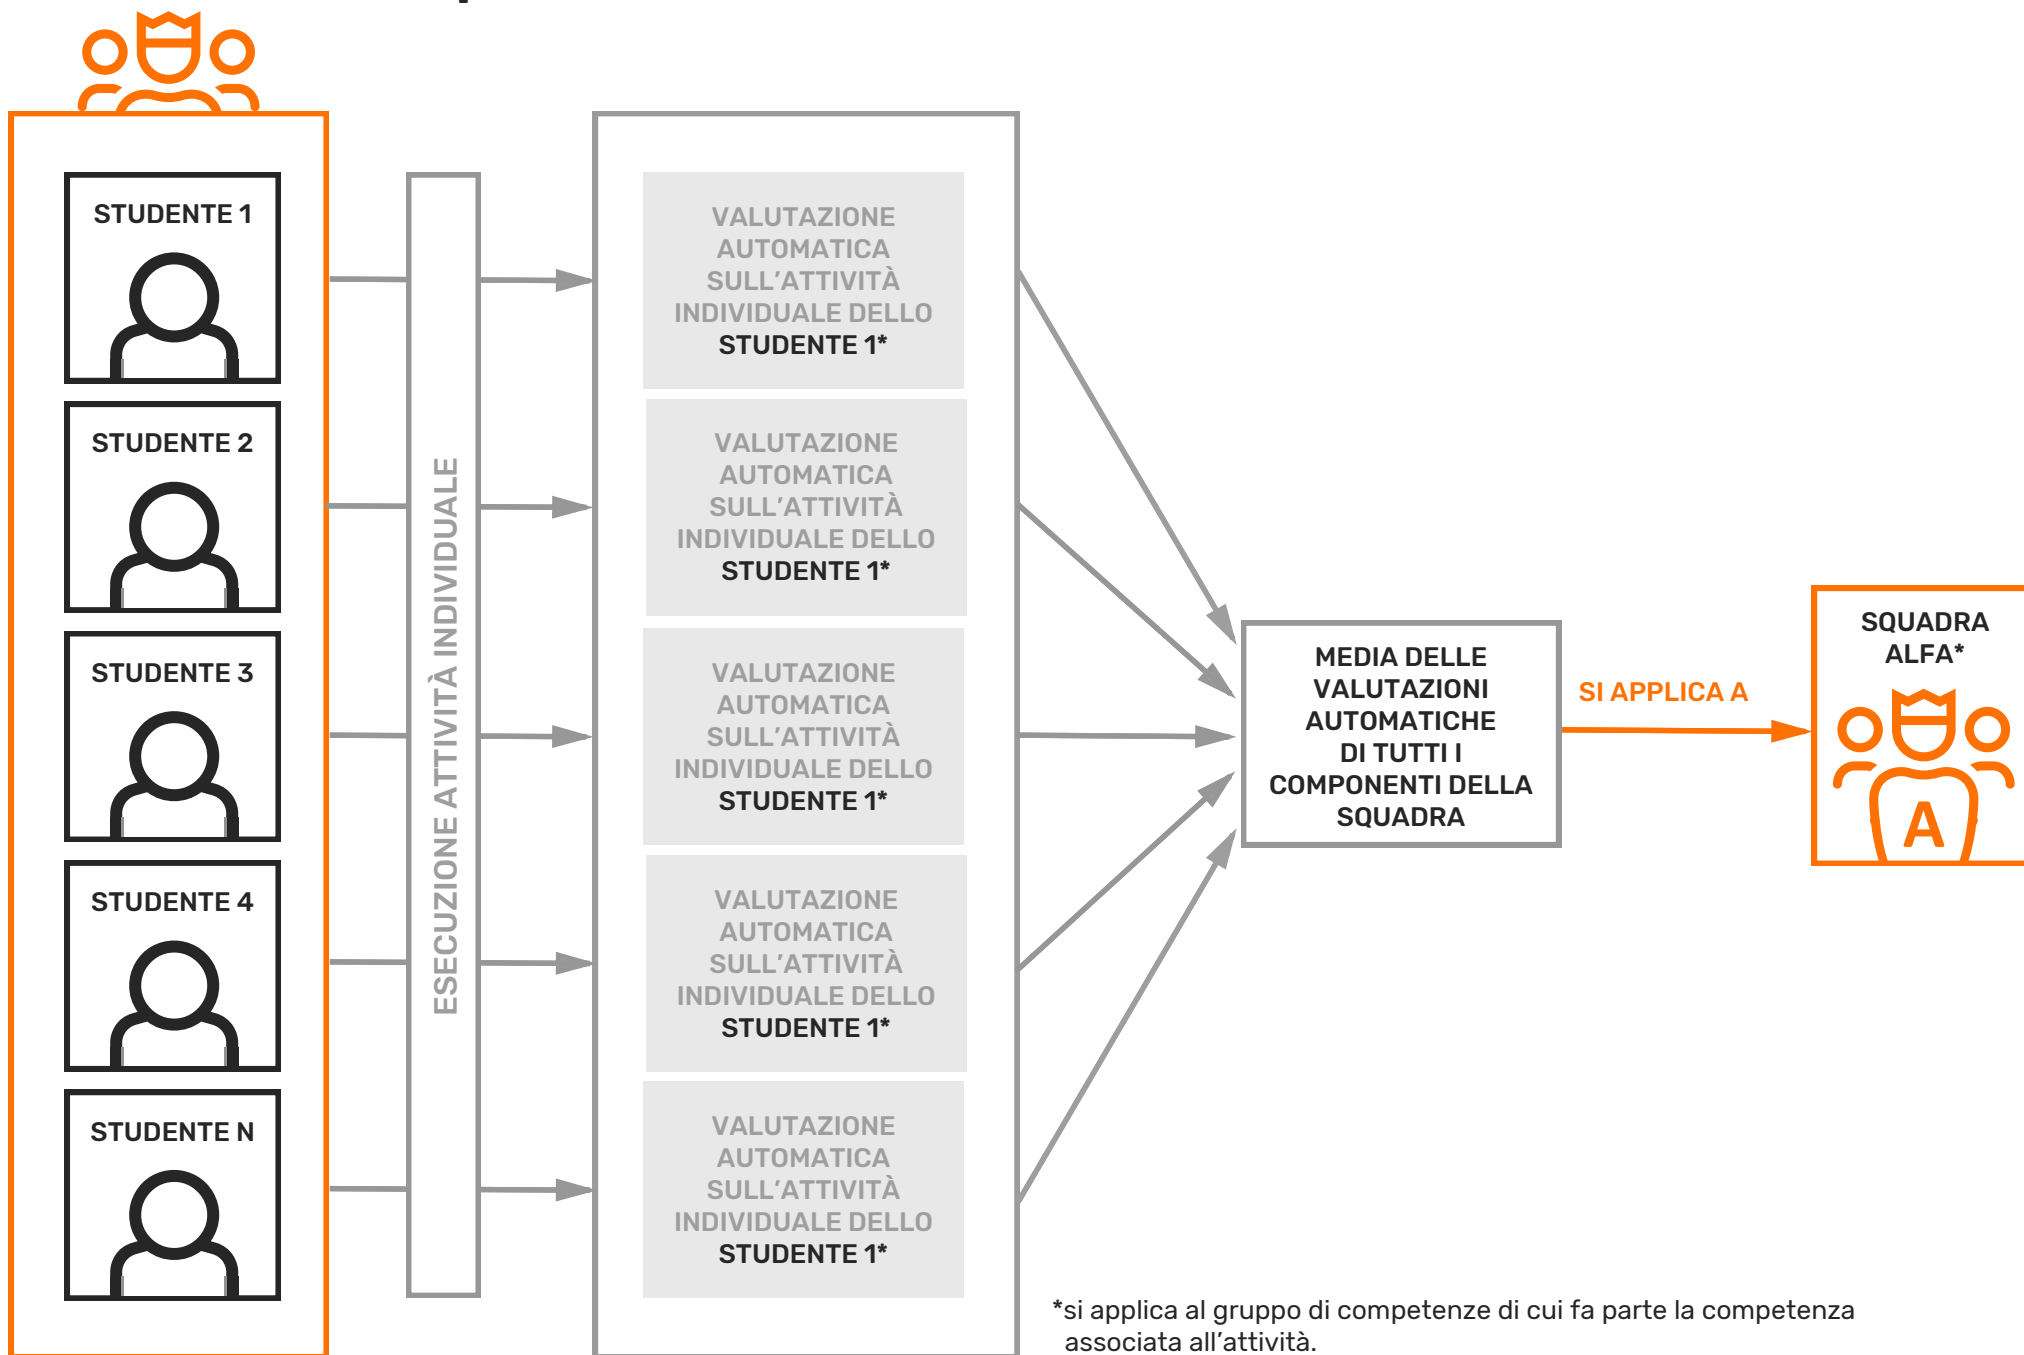 STUDENTE 1
STUDENTE 2
STUDENTE 3
STUDENTE 4
STUDENTE N
ESECUZIONE ATTIVITÀ INDIVIDUALE
VALUTAZIONE
AUTOMATICA
SULL'ATTIVITÀ
INDIVIDUALE DELLO
STUDENTE 1*
VALUTAZIONE
AUTOMATICA
SULL'ATTIVITÀ
INDIVIDUALE DELLO
STUDENTE 1*
VALUTAZIONE
AUTOMATICA
SULL'ATTIVITÀ
INDIVIDUALE DELLO
STUDENTE 1*
VALUTAZIONE
AUTOMATICA
SULL'ATTIVITÀ
INDIVIDUALE DELLO
STUDENTE 1*
VALUTAZIONE
AUTOMATICA
SULL'ATTIVITÀ
INDIVIDUALE DELLO
STUDENTE 1*
MEDIA DELLE
VALUTAZIONI
AUTOMATICHE
DI TUTTI I
COMPONENTI DELLA
SQUADRA
SI APPLICA A
SQUADRA
ALFA*
A
*si applica al gruppo di competenze di cui fa parte la competenza
associata all'attività.